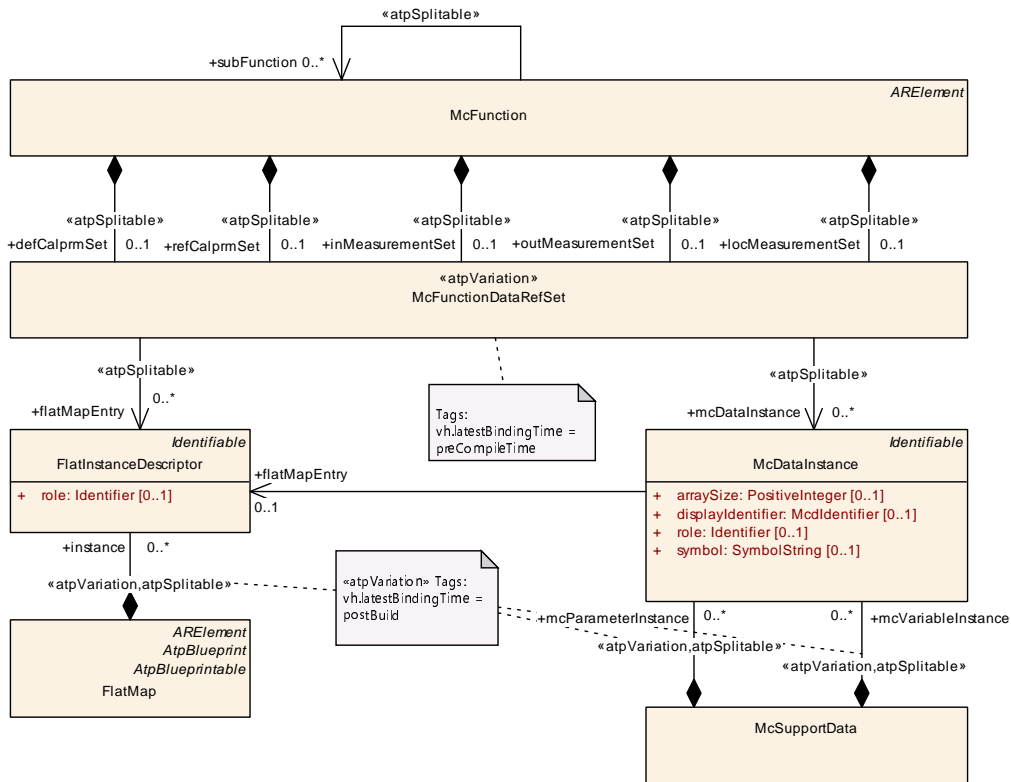 «atpSplitable»
+subFunction 0..*
ARElement
McFunction
«atpSplitable» «atpSplitable» «atpSplitable» «atpSplitable» «atpSplitable»
+defCalprmSet 0..1 +refCalprmSet 0..1 +inMeasurementSet 0..1 +outMeasurementSet 0..1 +locMeasurementSet 0..1
«atpVariation»
McFunctionDataRefSet
«atpSplitable»
«atpSplitable»
0..*
+flatMapEntry
+mcDataInstance 0..*
Tags:
vh.latestBindingTime =
preCompileTime
Identifiable
FlatInstanceDescriptor
+ role: Identifier [0..1]
+flatMapEntry
0..1
Identifiable
McDataInstance
+ arraySize: PositiveInteger [0..1]
+ displayIdentifier: McdIdentifier [0..1]
+ role: Identifier [0..1]
+ symbol: SymbolString [0..1]
+instance 0..*
«atpVariation,atpSplitable»
«atpVariation» Tags:
vh.latestBindingTime =
postBuild
+mcParameterInstance 0..*
0..* +mcVariableInstance
«atpVariation,atpSplitable»
«atpVariation,atpSplitable»
ARElement
AtpBlueprint
AtpBlueprintable
FlatMap
McSupportData